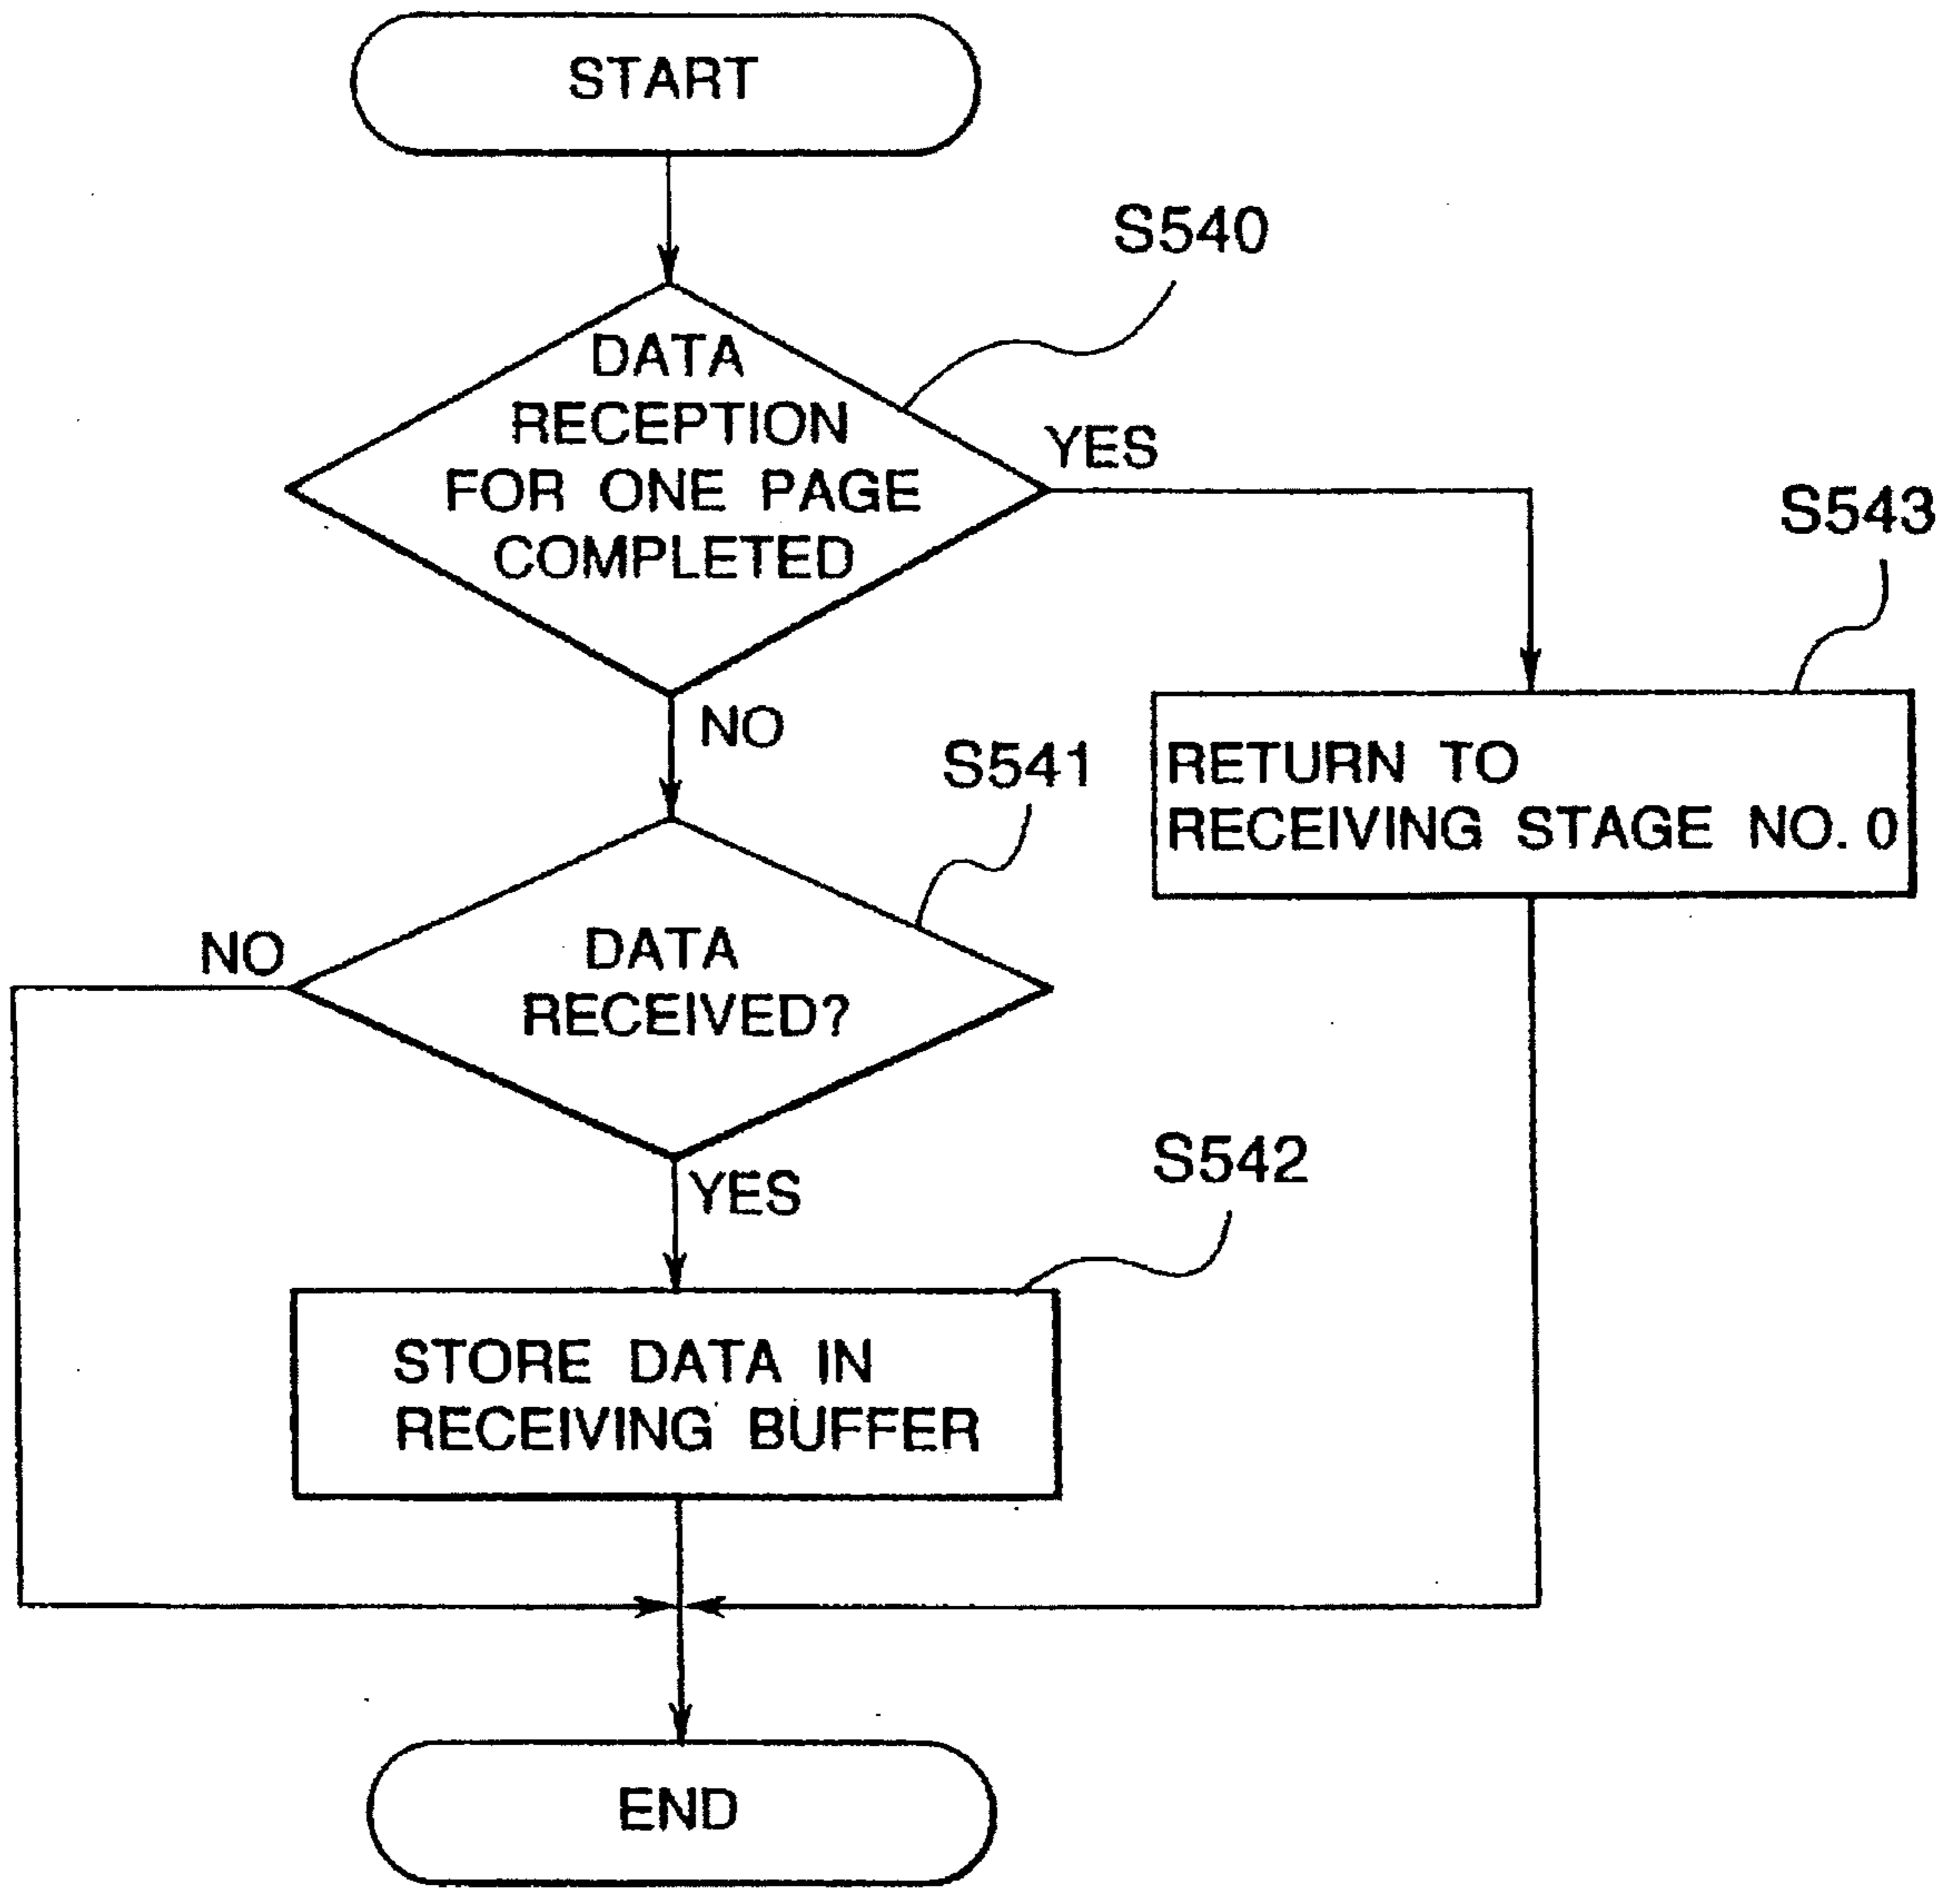 START
S540
DATA
RECEPTION
FOR ONE PAGE
COMPLETED
YES
S543
NO
S541
RETURN TO
RECEIVING STAGE NO. 0
NO
DATA
RECEIVED?
S542
YES
STORE DATA IN
RECEIVING BUFFER
END